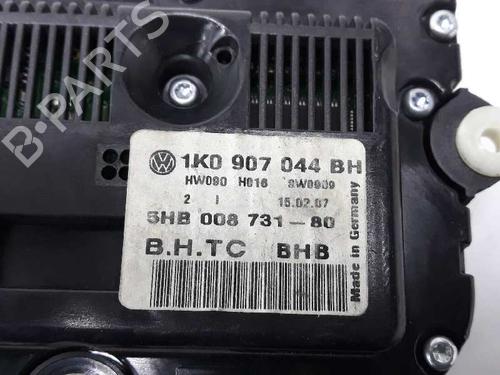 1K0 907 044 BH
HW090 H016 SW0909
2 I 15.02.07
5HB 008 731-80
B.H.TC BHB
Made in Germany
B-PARTS